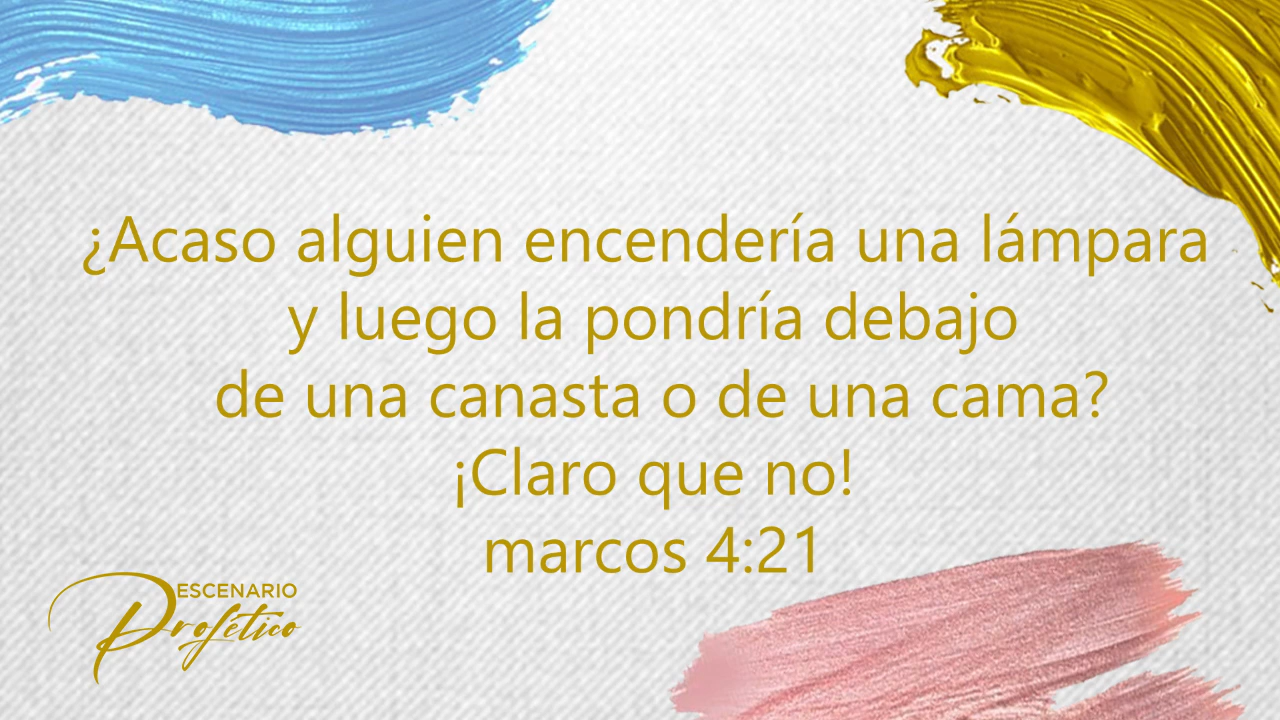 ¿Acaso alguien encendería una lámpara
y luego la pondría debajo
de una canasta o de una cama?
¡Claro que no!
marcos 4:21
ESCENARIO
Profético